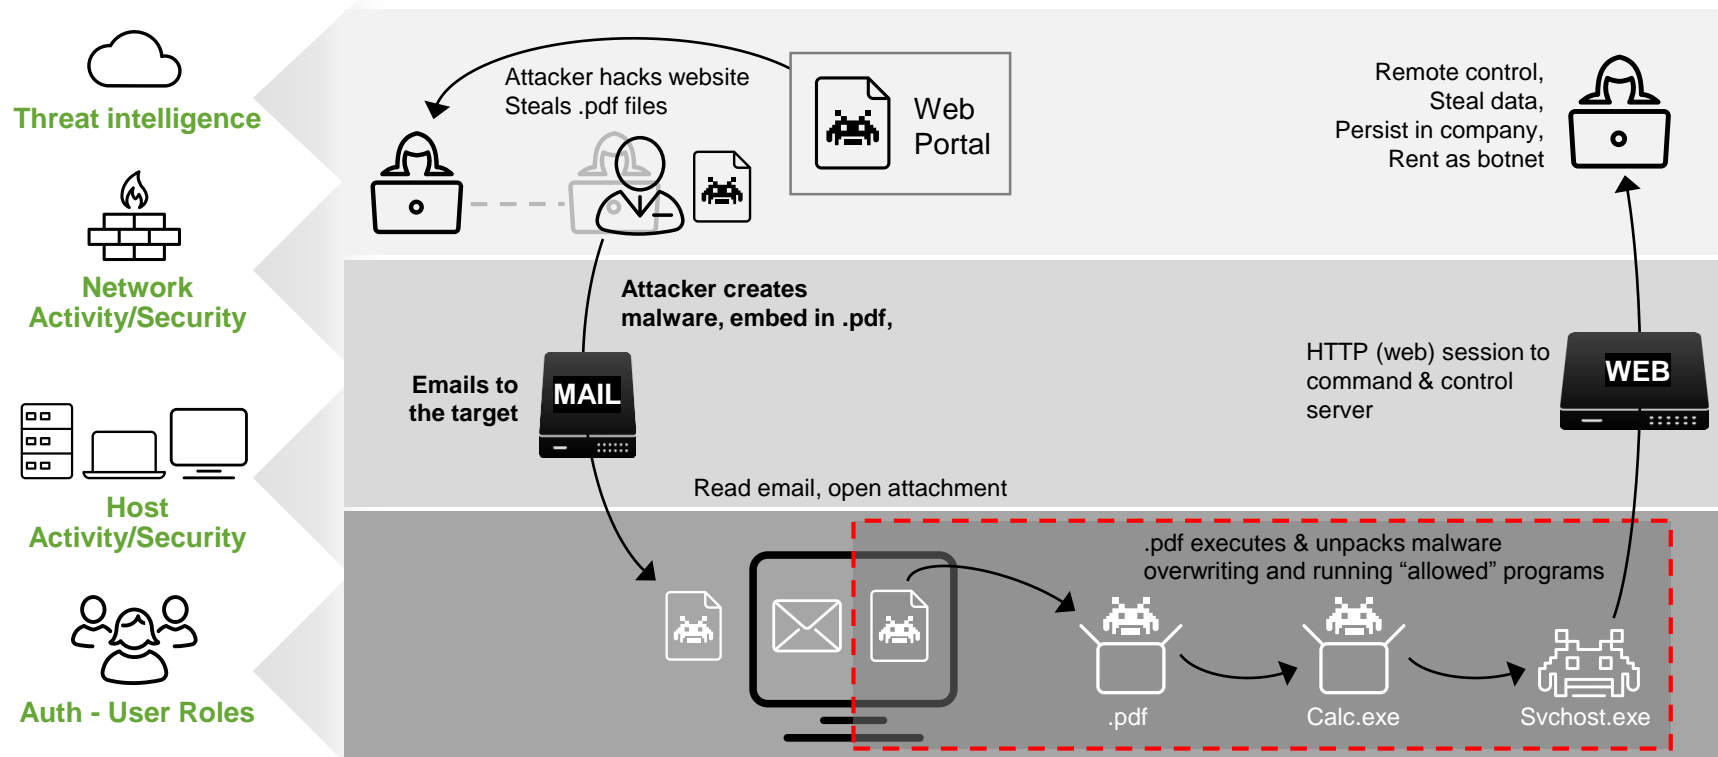 Threat intelligence
Network
Activity/Security
Host
Activity/Security
Auth - User Roles
Attacker hacks website
Steals .pdf files
Web
Portal
Remote control,
Steal data,
Persist in company,
Rent as botnet
Attacker creates
malware, embed in .pdf,
Emails to
the target
MAIL
HTTP (web) session to
command & control
server
WEB
Read email, open attachment
.pdf executes & unpacks malware
overwriting and running “allowed” programs
.pdf
Calc.exe
Svchost.exe